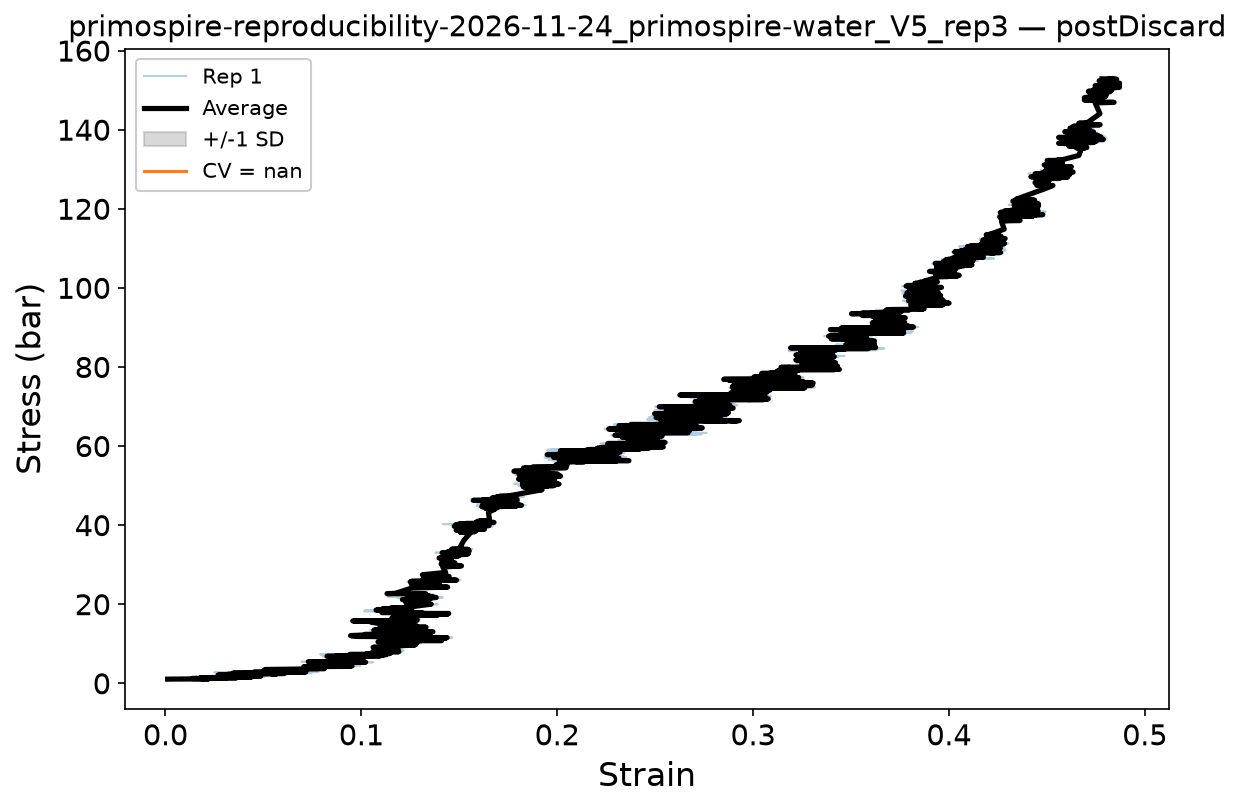 primospire-reproducibility-2026-11-24_primospire-water_V5_rep3 — postDiscard
Rep 1
Average
+/-1 SD
CV = nan
Stress (bar)
160
140
120
100
80
60
40
20
0
0.0 0.1 0.2 0.3 0.4 0.5
Strain